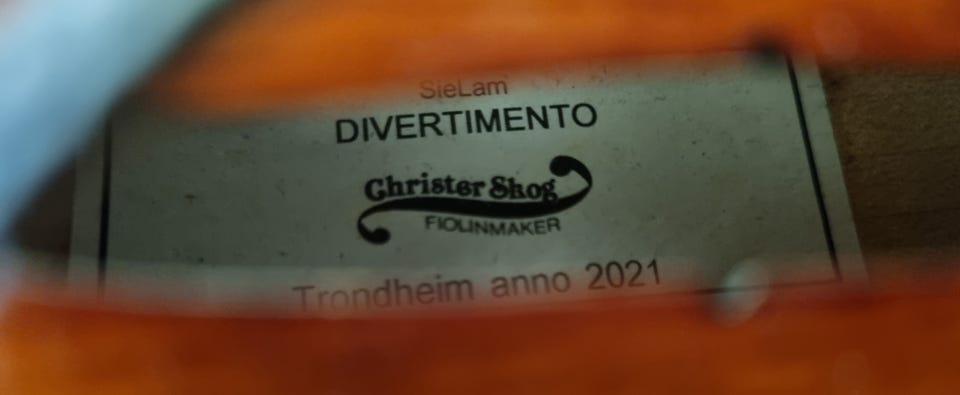 SieLam
DIVERTIMENTO
Christer Skog
FIOLINMAKER
Trondheim anno 2021